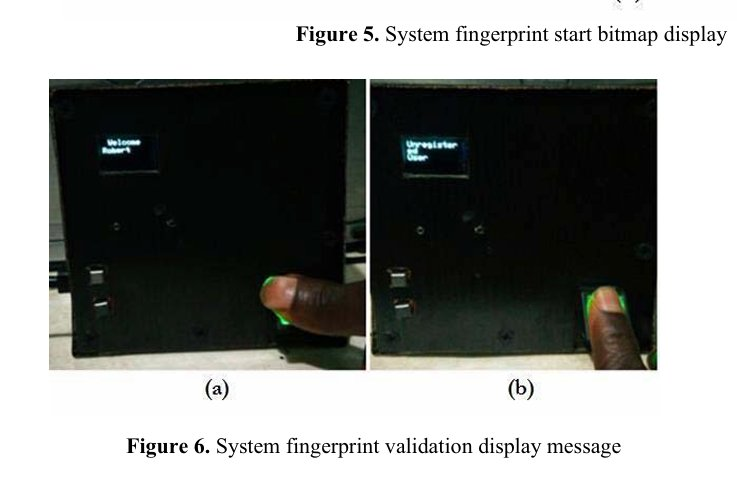 Figure 5. System fingerprint start bitmap display
Welcome
Robert
Unregister
ed
User
(a)
(b)
Figure 6. System fingerprint validation display message